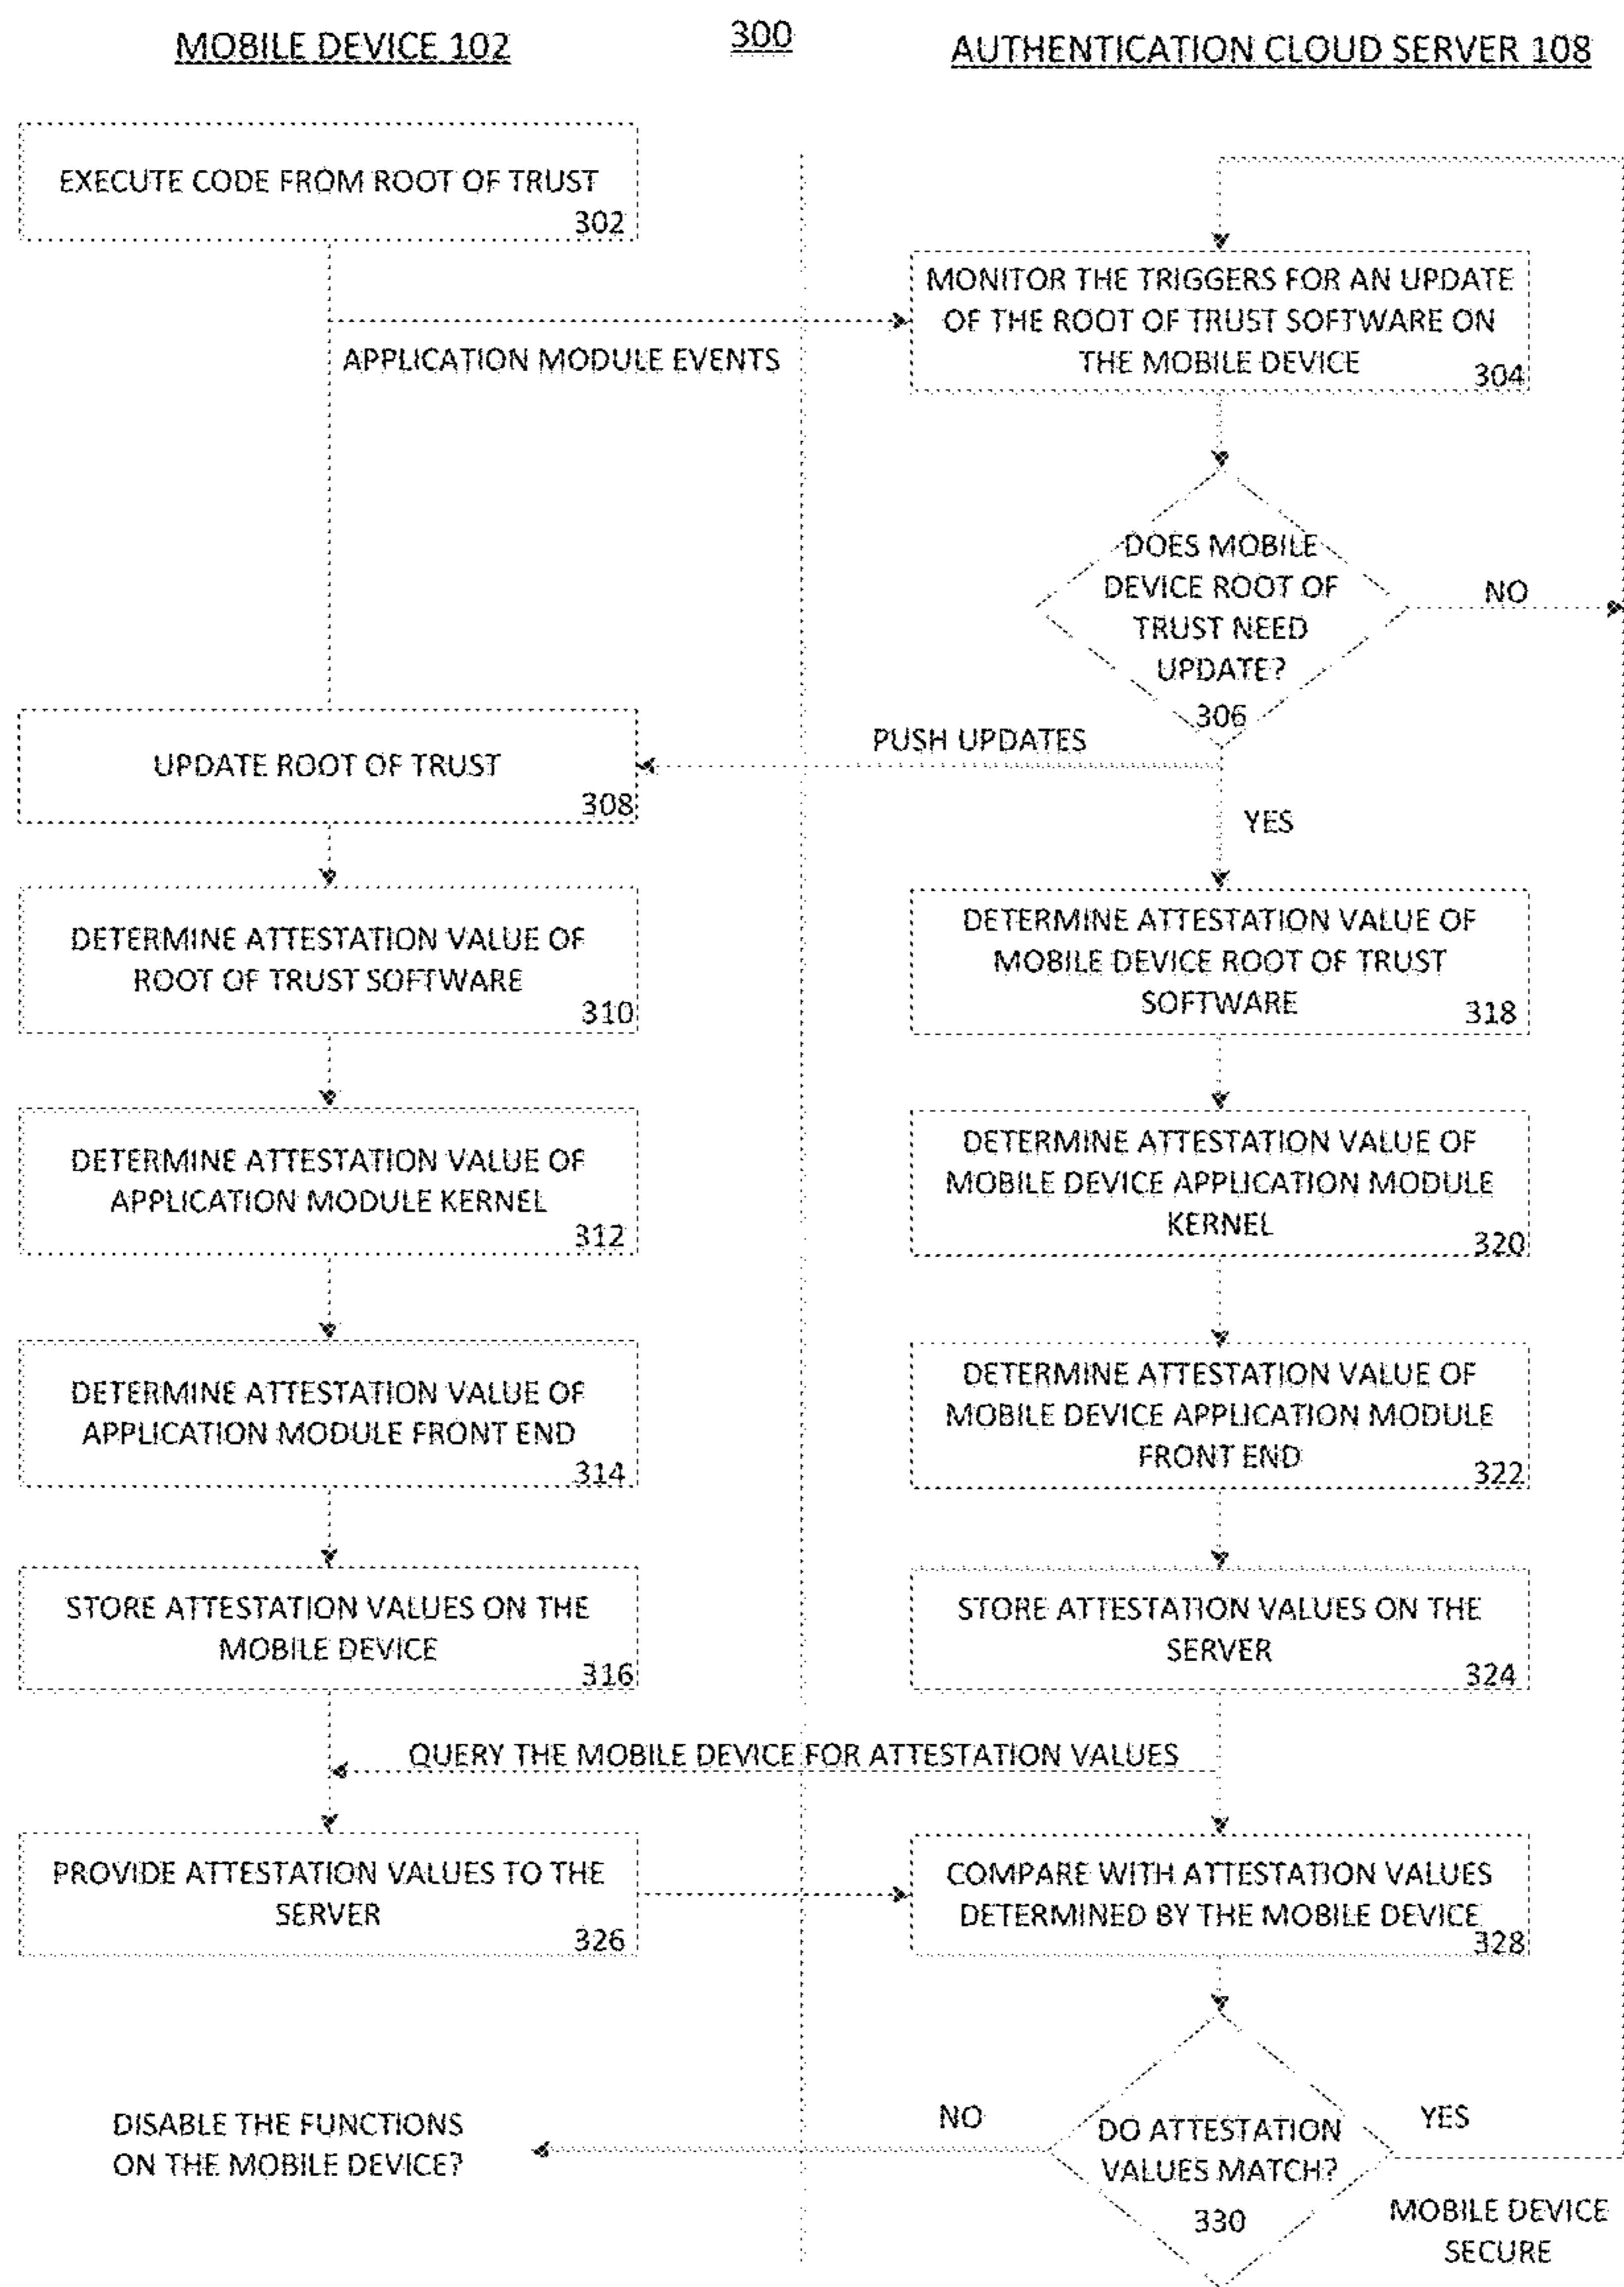 MOBILE DEVICE 102
300
AUTHENTICATION CLOUD SERVER 108
EXECUTE CODE FROM ROOT OF TRUST
302
MONITOR THE TRIGGERS FOR AN UPDATE
OF THE ROOT OF TRUST SOFTWARE ON
THE MOBILE DEVICE
304
APPLICATION MODULE EVENTS
DOES MOBILE
DEVICE ROOT OF
TRUST NEED
UPDATE?
306
NO
PUSH UPDATES
UPDATE ROOT OF TRUST
308
YES
DETERMINE ATTESTATION VALUE OF
ROOT OF TRUST SOFTWARE
310
DETERMINE ATTESTATION VALUE OF
MOBILE DEVICE ROOT OF TRUST
SOFTWARE
318
DETERMINE ATTESTATION VALUE OF
APPLICATION MODULE KERNEL
312
DETERMINE ATTESTATION VALUE OF
MOBILE DEVICE APPLICATION MODULE
KERNEL
320
DETERMINE ATTESTATION VALUE OF
APPLICATION MODULE FRONT END
314
DETERMINE ATTESTATION VALUE OF
MOBILE DEVICE APPLICATION MODULE
FRONT END
322
STORE ATTESTATION VALUES ON THE
MOBILE DEVICE
316
STORE ATTESTATION VALUES ON THE
SERVER
324
QUERY THE MOBILE DEVICE FOR ATTESTATION VALUES
PROVIDE ATTESTATION VALUES TO THE
SERVER
326
COMPARE WITH ATTESTATION VALUES
DETERMINED BY THE MOBILE DEVICE
328
DISABLE THE FUNCTIONS
ON THE MOBILE DEVICE?
NO
DO ATTESTATION
VALUES MATCH?
330
YES
MOBILE DEVICE
SECURE